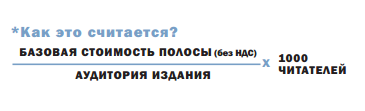 *Как это считается?
БАЗОВАЯ СТОИМОСТЬ ПОЛОСЫ (без НДС)
АУДИТОРИЯ ИЗДАНИЯ
х 1000
ЧИТАТЕЛЕЙ